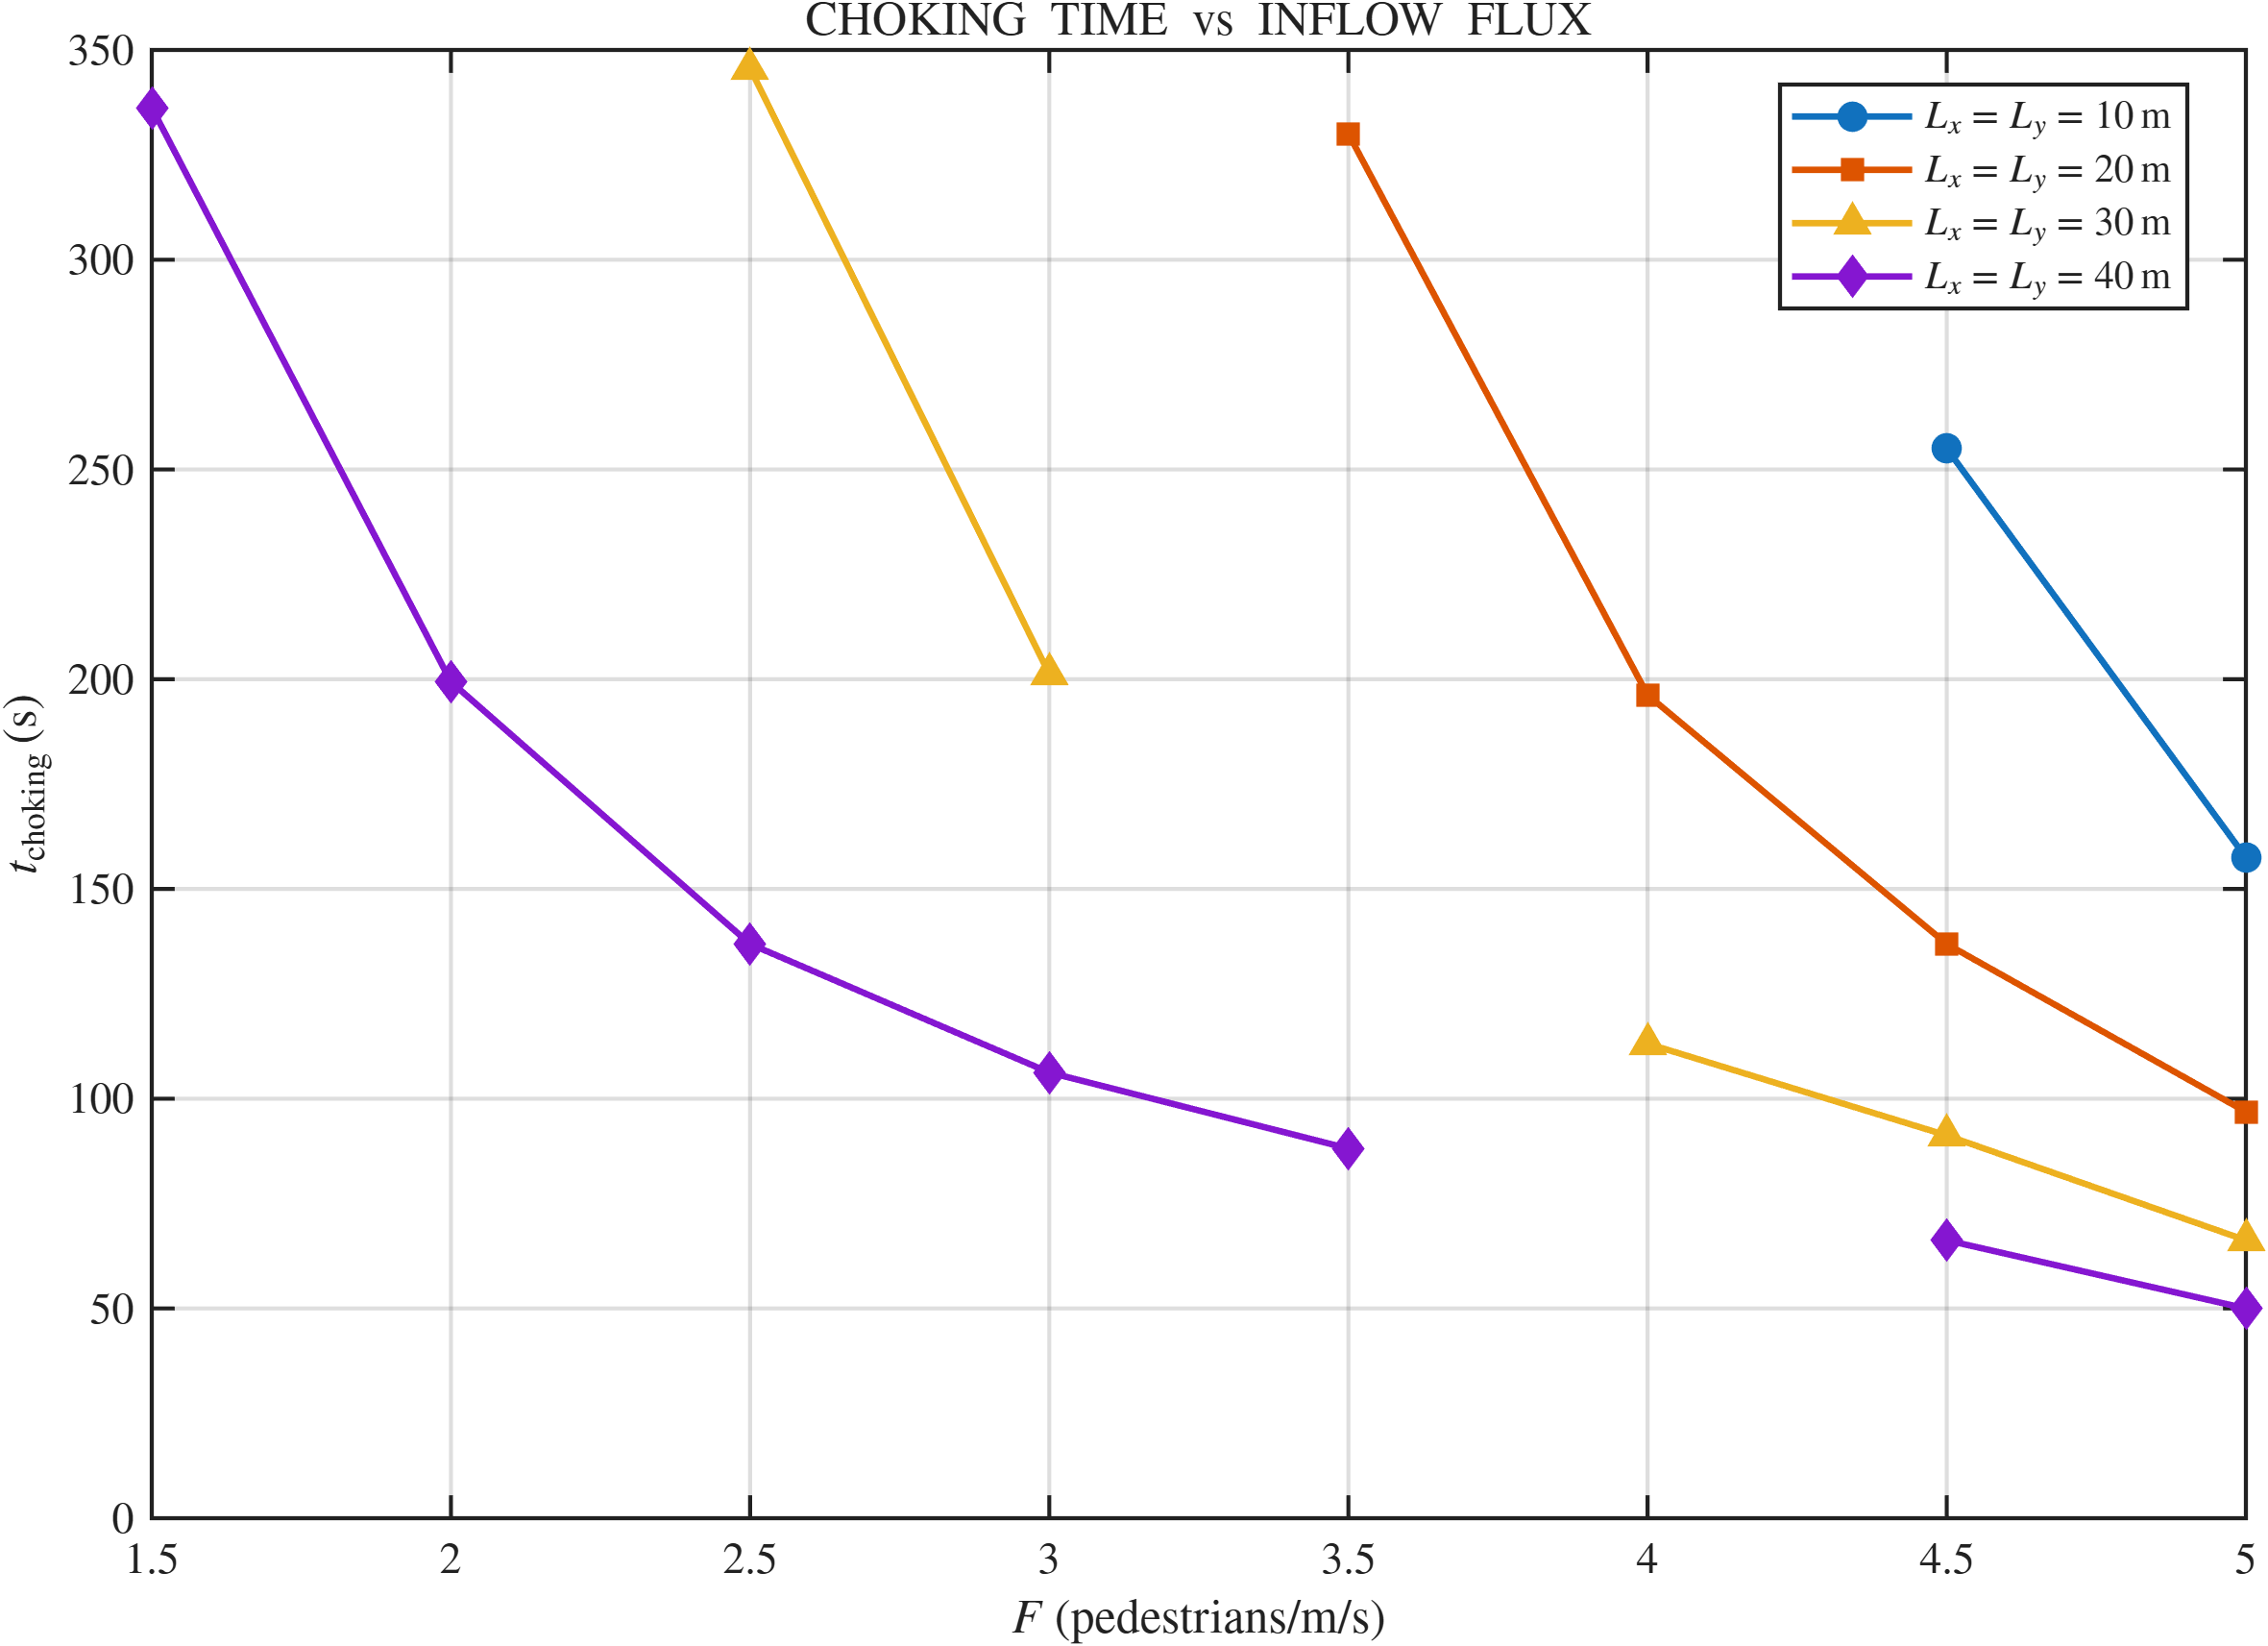 CHOKING TIME vs INFLOW FLUX
350
300
250
200
150
100
50
0
t_choking (s)
L_x = L_y = 10 m
L_x = L_y = 20 m
L_x = L_y = 30 m
L_x = L_y = 40 m
1.5 2 2.5 3 3.5 4 4.5 5
F (pedestrians/m/s)